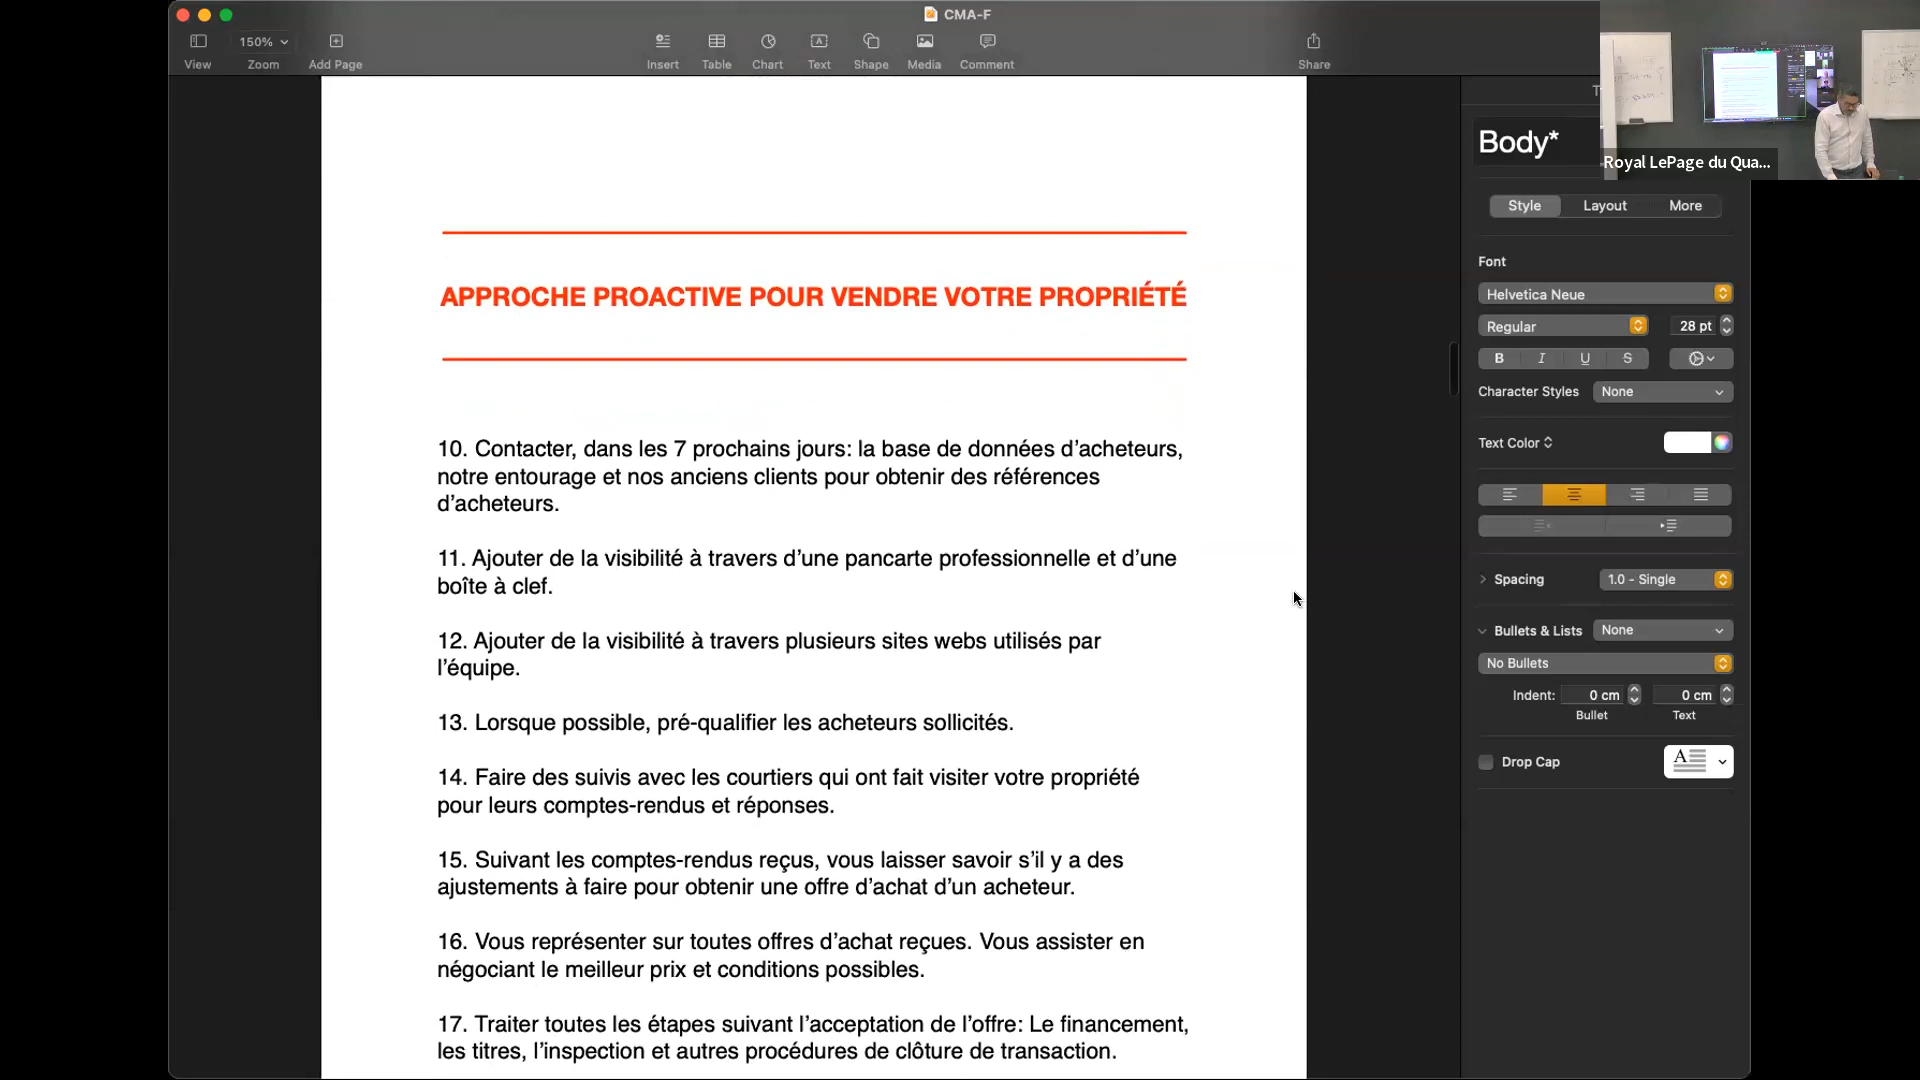 CMA-F
150%
View
Zoom
Add Page
Insert
Table
Chart
Text
Shape
Media
Comment
Share
Body*
Royal LePage du Qua...
Style
Layout
More
APPROCHE PROACTIVE POUR VENDRE VOTRE PROPRIÉTÉ
10. Contacter, dans les 7 prochains jours: la base de données d’acheteurs,
notre entourage et nos anciens clients pour obtenir des références
d’acheteurs.
11. Ajouter de la visibilité à travers d’une pancarte professionnelle et d’une
boîte à clef.
12. Ajouter de la visibilité à travers plusieurs sites webs utilisés par
l’équipe.
13. Lorsque possible, pré-qualifier les acheteurs sollicités.
14. Faire des suivis avec les courtiers qui ont fait visiter votre propriété
pour leurs comptes-rendus et réponses.
15. Suivant les comptes-rendus reçus, vous laisser savoir s’il y a des
ajustements à faire pour obtenir une offre d’achat d’un acheteur.
16. Vous représenter sur toutes offres d’achat reçues. Vous assister en
négociant le meilleur prix et conditions possibles.
17. Traiter toutes les étapes suivant l’acceptation de l’offre: Le financement,
les titres, l’inspection et autres procédures de clôture de transaction.
Font
Helvetica Neue
Regular
28 pt
B I U S
Character Styles
None
Text Color
Spacing
1.0 - Single
Bullets & Lists
None
No Bullets
Indent:
0 cm
0 cm
Bullet
Text
Drop Cap
A